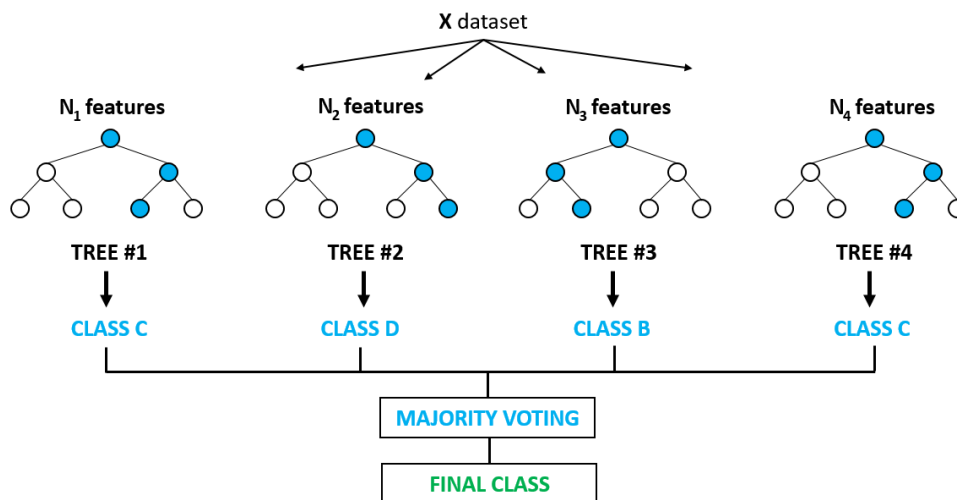 X dataset
N₁ features
N₂ features
N₃ features
N₄ features
TREE #1
TREE #2
TREE #3
TREE #4
CLASS C
CLASS D
CLASS B
CLASS C
MAJORITY VOTING
FINAL CLASS